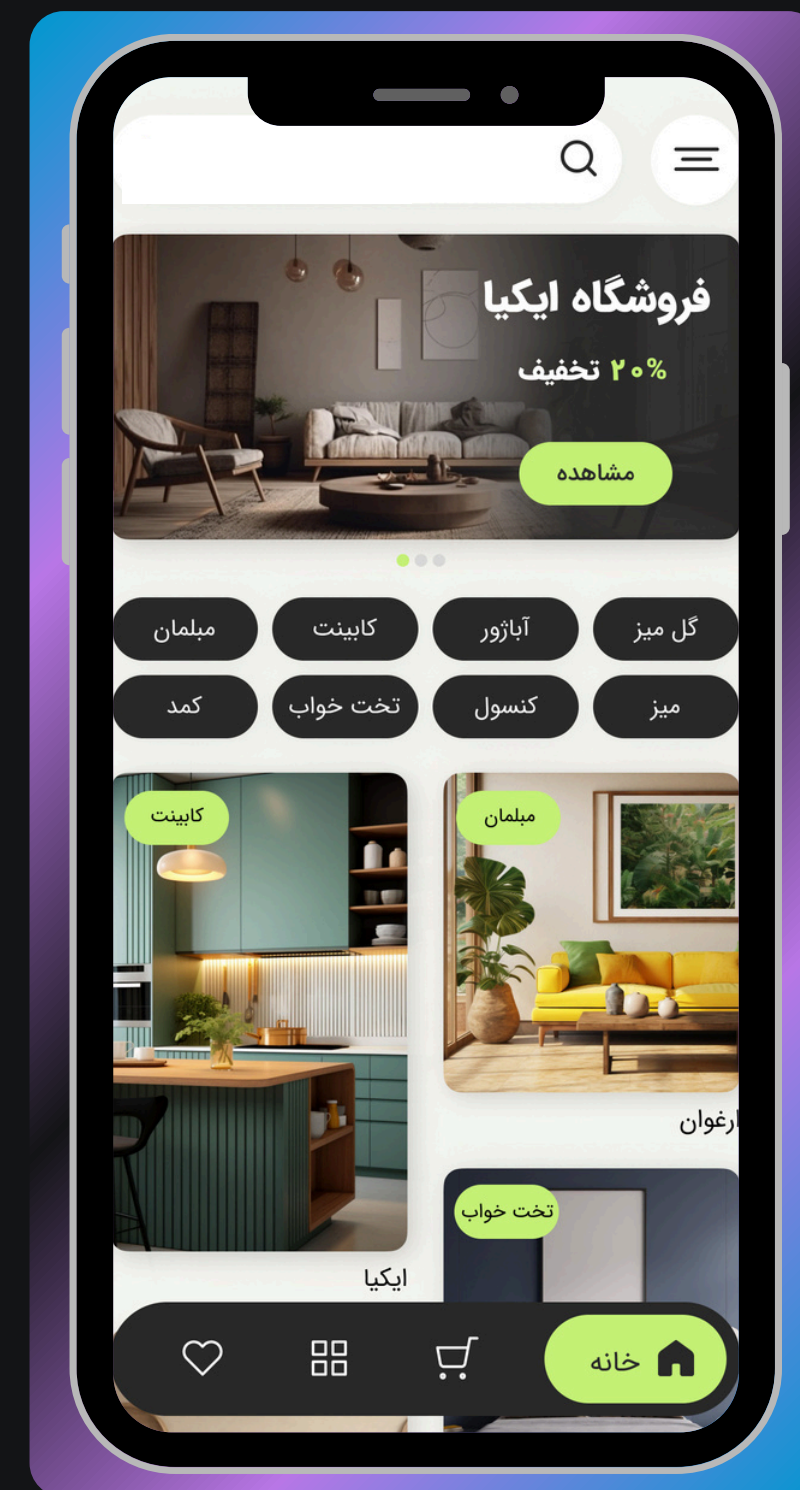 فروشگاه ایکیا
۲۰% تخفیف
مشاهده
گل میز
آباژور
کابینت
مبلمان
میز
کنسول
تخت خواب
کمد
مبلمان
کابینت
ارغوان
تخت خواب
ایکیا
خانه